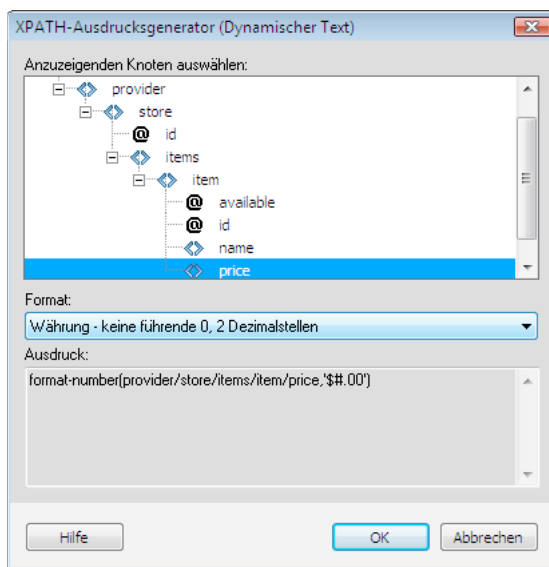 XPATH-Ausdrucksgenerator (Dynamischer Text)
Anzuzeigenden Knoten auswählen:
provider
store
@ id
items
item
@ available
@ id
name
price
Format:
Währung - keine führende 0, 2 Dezimalstellen
Ausdruck:
format-number(provider/store/items/item/price,'$#.00')
Hilfe OK Abbrechen